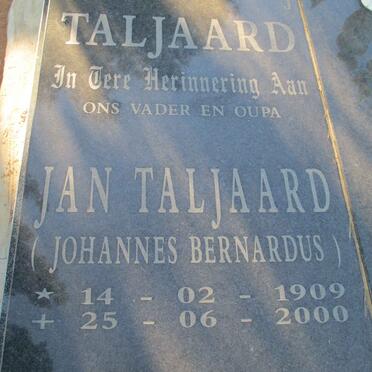 TALJAARD
In Tere Herinnering Aan
ONS VADER EN OUPA
JAN TALJAARD
( JOHANNES BERNARDUS )
★ 14 - 02 - 1909
+ 25 - 06 - 2000